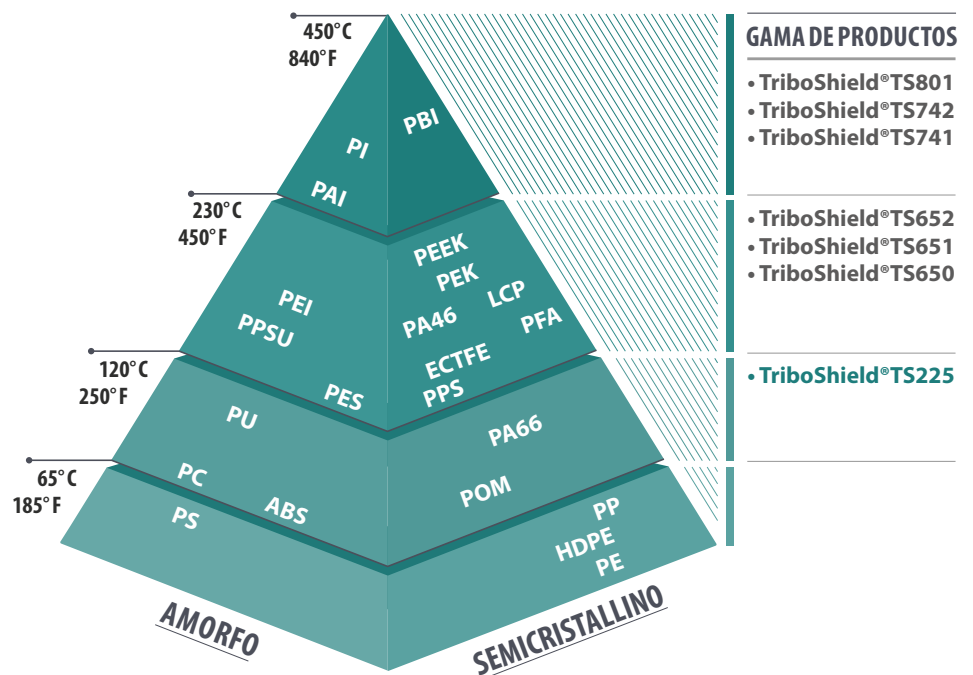 450°C
840°F
GAMA DE PRODUCTOS
• TriboShield®TS801
• TriboShield®TS742
• TriboShield®TS741
PBI
PI
PAI
230°C
450°F
• TriboShield®TS652
• TriboShield®TS651
• TriboShield®TS650
PEEK
PEK
LCP
PEI
PA46
PFA
PPSU
ECTFE
PPS
PES
120°C
250°F
• TriboShield®TS225
PU
PA66
PC
POM
ABS
65°C
185°F
PS
PP
HDPE
PE
AMORFO
SEMICRISTALLINO